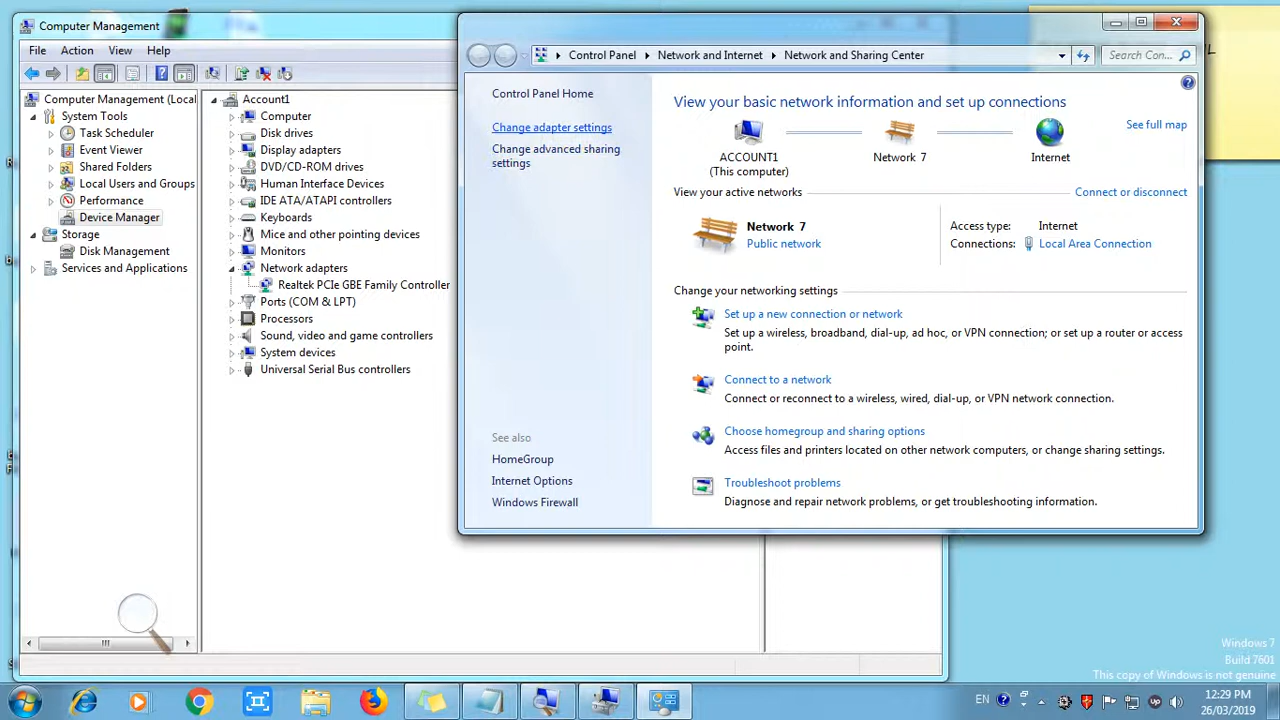 Computer Management
File Action View Help
Computer Management (Local
System Tools
Task Scheduler
Event Viewer
Shared Folders
Local Users and Groups
Performance
Device Manager
Storage
Disk Management
Services and Applications
Account1
Computer
Disk drives
Display adapters
DVD/CD-ROM drives
Human Interface Devices
IDE ATA/ATAPI controllers
Keyboards
Mice and other pointing devices
Monitors
Network adapters
Realtek PCIe GBE Family Controller
Ports (COM & LPT)
Processors
Sound, video and game controllers
System devices
Universal Serial Bus controllers
Control Panel Network and Internet Network and Sharing Center
Search Con...
Control Panel Home
Change adapter settings
Change advanced sharing
settings
See also
HomeGroup
Internet Options
Windows Firewall
View your basic network information and set up connections
See full map
ACCOUNT1
(This computer)
Network 7
Internet
View your active networks
Connect or disconnect
Network 7
Public network
Access type: Internet
Connections: Local Area Connection
Change your networking settings
Set up a new connection or network
Set up a wireless, broadband, dial-up, ad hoc, or VPN connection; or set up a router or access
point.
Connect to a network
Connect or reconnect to a wireless, wired, dial-up, or VPN network connection.
Choose homegroup and sharing options
Access files and printers located on other network computers, or change sharing settings.
Troubleshoot problems
Diagnose and repair network problems, or get troubleshooting information.
Windows 7
Build 7601
This copy of Windows is not genuine
EN
up
12:29 PM
26/03/2019